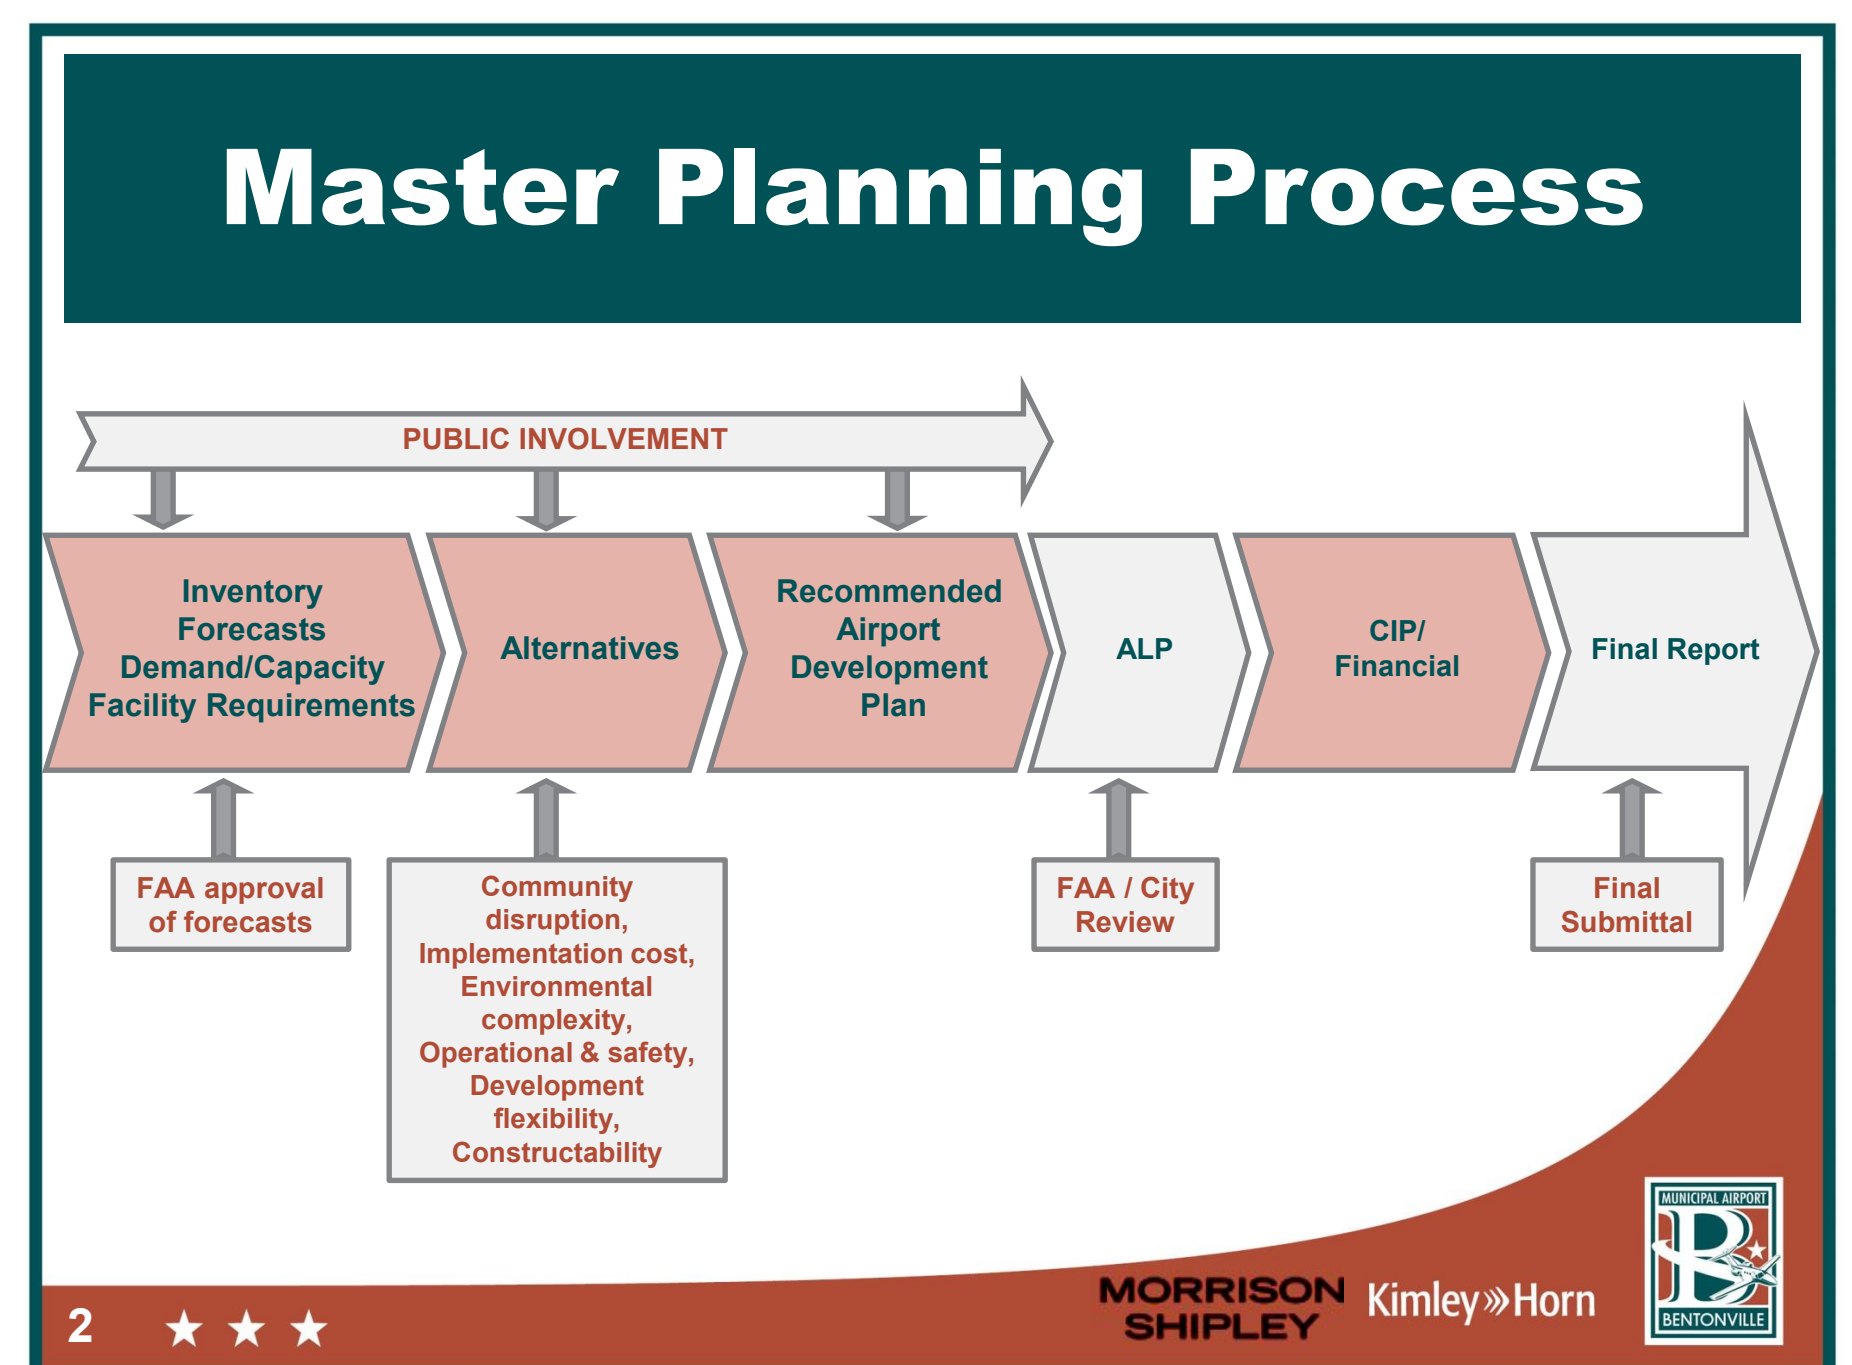 Master Planning Process
PUBLIC INVOLVEMENT
Inventory
Forecasts
Demand/Capacity
Facility Requirements
Alternatives
Recommended
Airport
Development
Plan
ALP
CIP/
Financial
Final Report
FAA approval
of forecasts
Community
disruption,
Implementation cost,
Environmental
complexity,
Operational & safety,
Development
flexibility,
Constructability
FAA / City
Review
Final
Submittal
2
MORRISON
SHIPLEY
Kimley»Horn
MUNICIPAL AIRPORT
B
BENTONVILLE